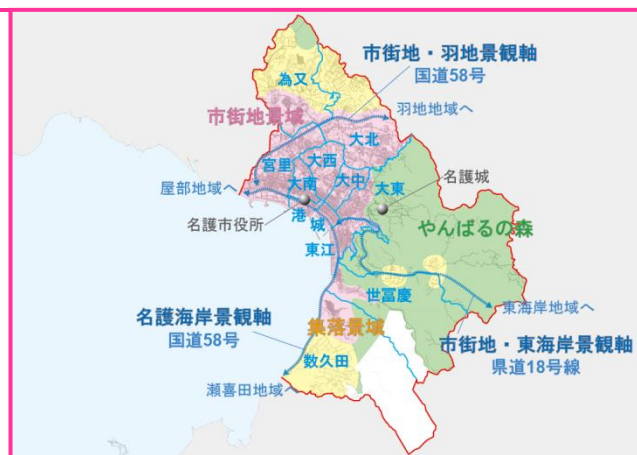 市街地・羽地景観軸
国道58号
為又
羽地地域へ
市街地景域
大北
大西
宮里
大中
屋部地域へ
大南
大東
名護城
名護市役所
港
城
やんばるの森
東江
世冨慶
東海岸地域へ
名護海岸景観軸
国道58号
集落景域
市街地・東海岸景観軸
県道18号線
数久田
瀬喜田地域へ